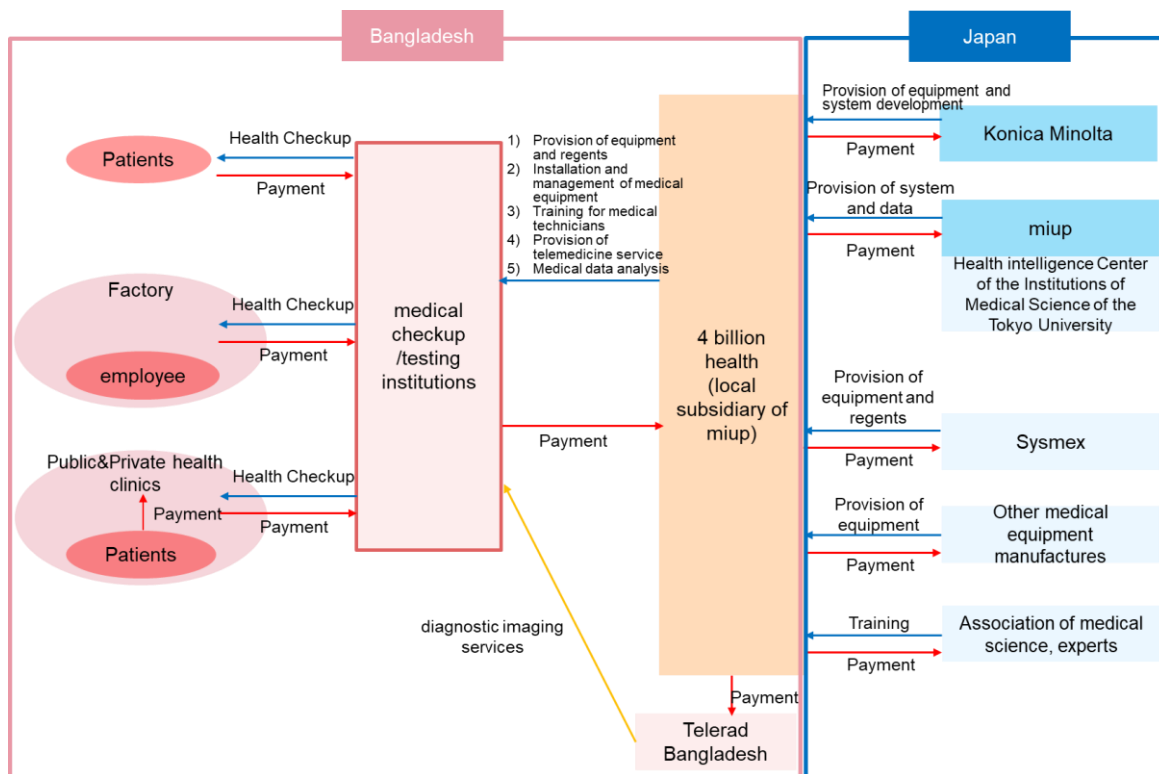 Bangladesh
Japan
Health Checkup
Patients
Payment
Factory
Health Checkup
Payment
employee
Public&Private health
clinics
Health Checkup
Payment
Payment
Patients
medical
checkup
/testing
institutions
1) Provision of equipment
and regents
2) Installation and
management of medical
equipment
3) Training for medical
technicians
4) Provision of
telemedicine service
5) Medical data analysis
Payment
diagnostic imaging
services
4 billion
health
(local
subsidiary of
miup)
Payment
Telerad
Bangladesh
Provision of equipment and
system development
Payment
Konica Minolta
Provision of system
and data
Payment
miup
Health intelligence Center
of the Institutions of
Medical Science of the
Tokyo University
Provision of
equipment and
regents
Payment
Sysmex
Provision of
equipment
Payment
Other medical
equipment
manufactures
Training
Payment
Association of medical
science, experts